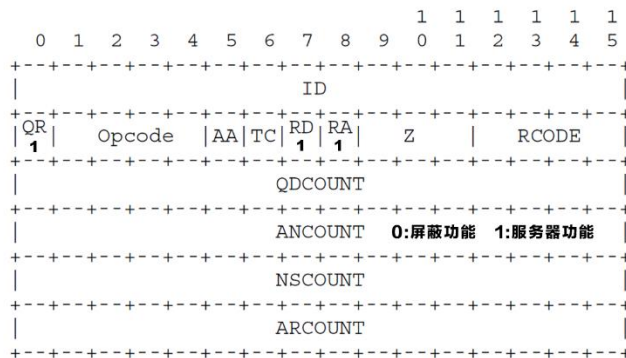 1 1 1 1 1 1
0 1 2 3 4 5 6 7 8 9 0 1 2 3 4 5
+--+--+--+--+--+--+--+--+--+--+--+--+--+--+--+--+
| ID |
+--+--+--+--+--+--+--+--+--+--+--+--+--+--+--+--+
|QR| Opcode |AA|TC|RD|RA| Z | RCODE |
1 1 1
+--+--+--+--+--+--+--+--+--+--+--+--+--+--+--+--+
| QDCOUNT |
+--+--+--+--+--+--+--+--+--+--+--+--+--+--+--+--+
| ANCOUNT 0:屏蔽功能 1:服务器功能 |
+--+--+--+--+--+--+--+--+--+--+--+--+--+--+--+--+
| NSCOUNT |
+--+--+--+--+--+--+--+--+--+--+--+--+--+--+--+--+
| ARCOUNT |
+--+--+--+--+--+--+--+--+--+--+--+--+--+--+--+--+